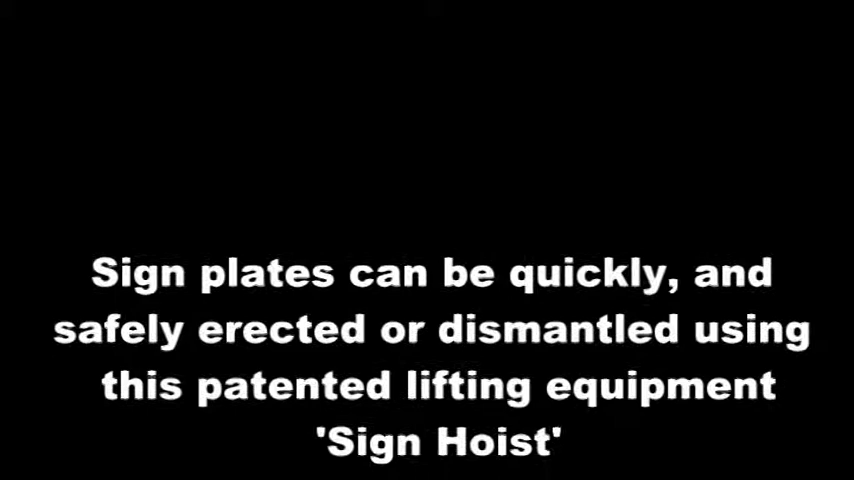 Sign plates can be quickly, and
safely erected or dismantled using
this patented lifting equipment
'Sign Hoist'